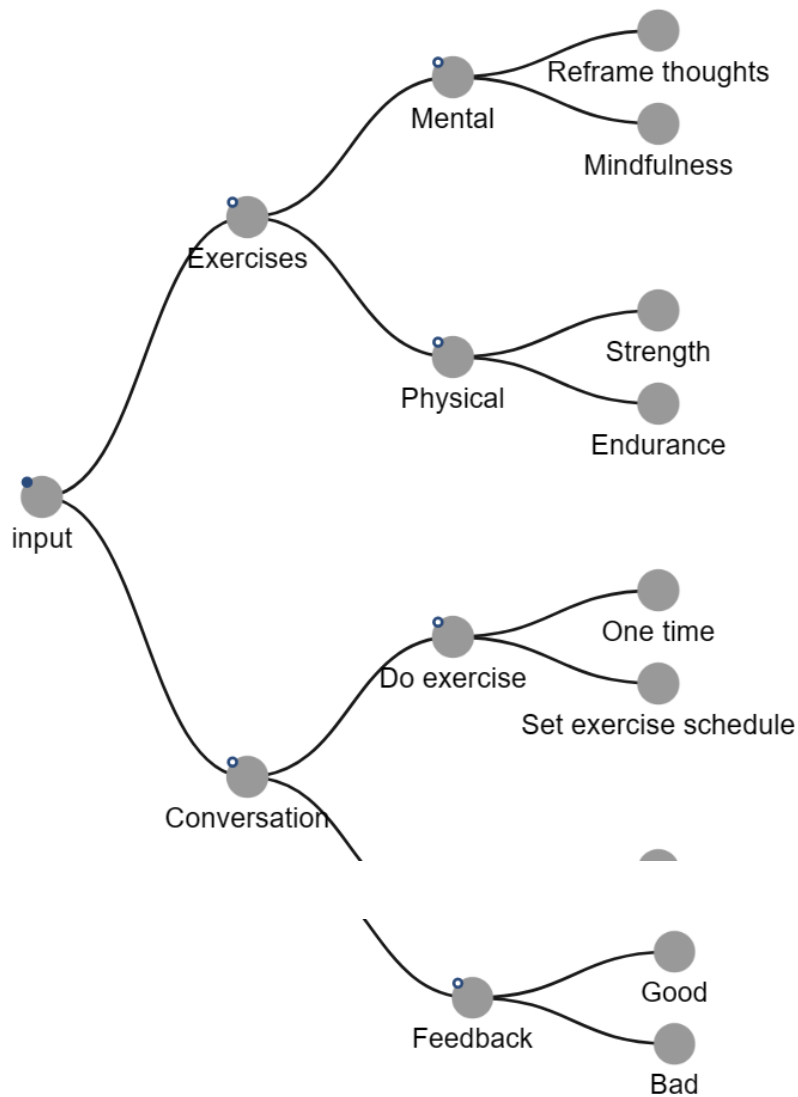 Reframe thoughts
Mental
Mindfulness
Exercises
Strength
Physical
Endurance
input
One time
Do exercise
Set exercise schedule
Conversation
Good
Feedback
Bad